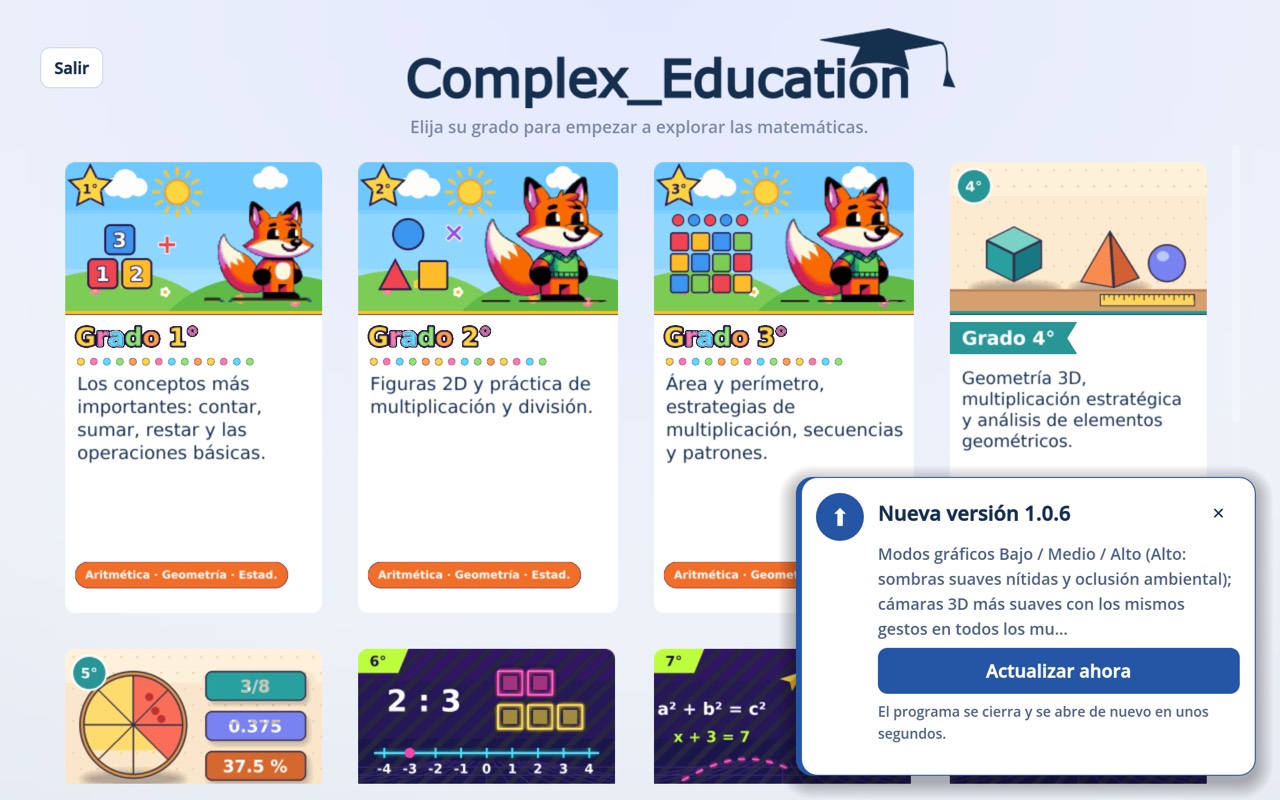 Salir
Complex_Education
Elija su grado para empezar a explorar las matemáticas.
1°
3
+
1 2
Grado 1°
Los conceptos más
importantes: contar,
sumar, restar y las
operaciones básicas.
Aritmética · Geometría · Estad.
2°
×
Grado 2°
Figuras 2D y práctica de
multiplicación y división.
Aritmética · Geometría · Estad.
3°
Grado 3°
Área y perímetro,
estrategias de
multiplicación, secuencias
y patrones.
Aritmética · Geomet
4°
Grado 4°
Geometría 3D,
multiplicación estratégica
y análisis de elementos
geométricos.
5°
3/8
0.375
37.5 %
6°
2 : 3
-4 -3 -2 -1 0 1 2 3 4
7°
a² + b² = c²
x + 3 = 7
Nueva versión 1.0.6
×
Modos gráficos Bajo / Medio / Alto (Alto:
sombras suaves nítidas y oclusión ambiental);
cámaras 3D más suaves con los mismos
gestos en todos los mu...
Actualizar ahora
El programa se cierra y se abre de nuevo en unos
segundos.